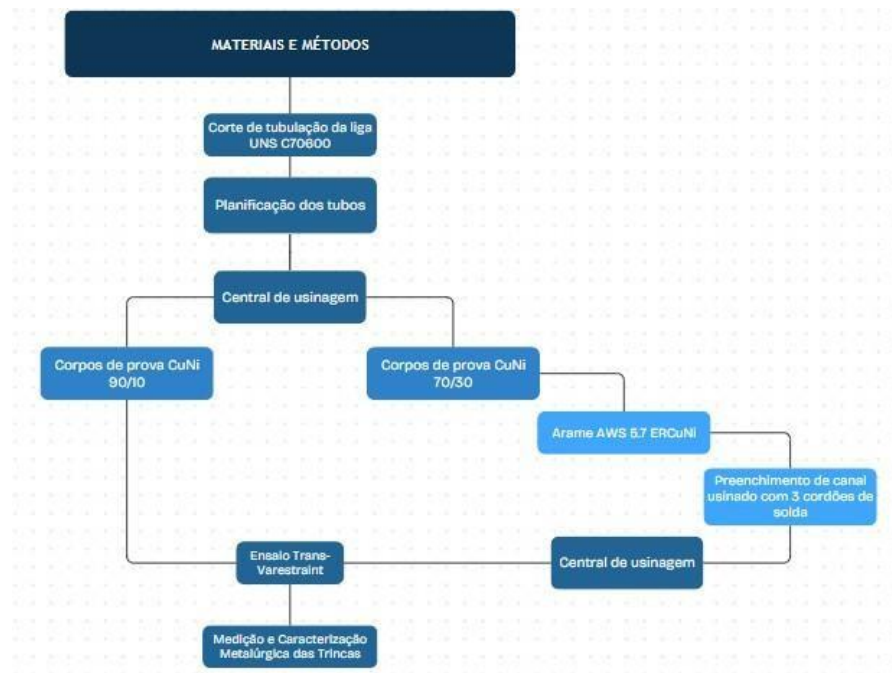 MATERIAIS E MÉTODOS
Corte de tubulação da liga
UNS C70600
Planificação dos tubos
Central de usinagem
Corpos de prova CuNi
90/10
Corpos de prova CuNi
70/30
Arame AWS 5.7 ERCuNi
Preenchimento de canal
usinado com 3 cordões de
solda
Central de usinagem
Ensaio Trans-
Varestraint
Medição e Caracterização
Metalúrgica das Trincas